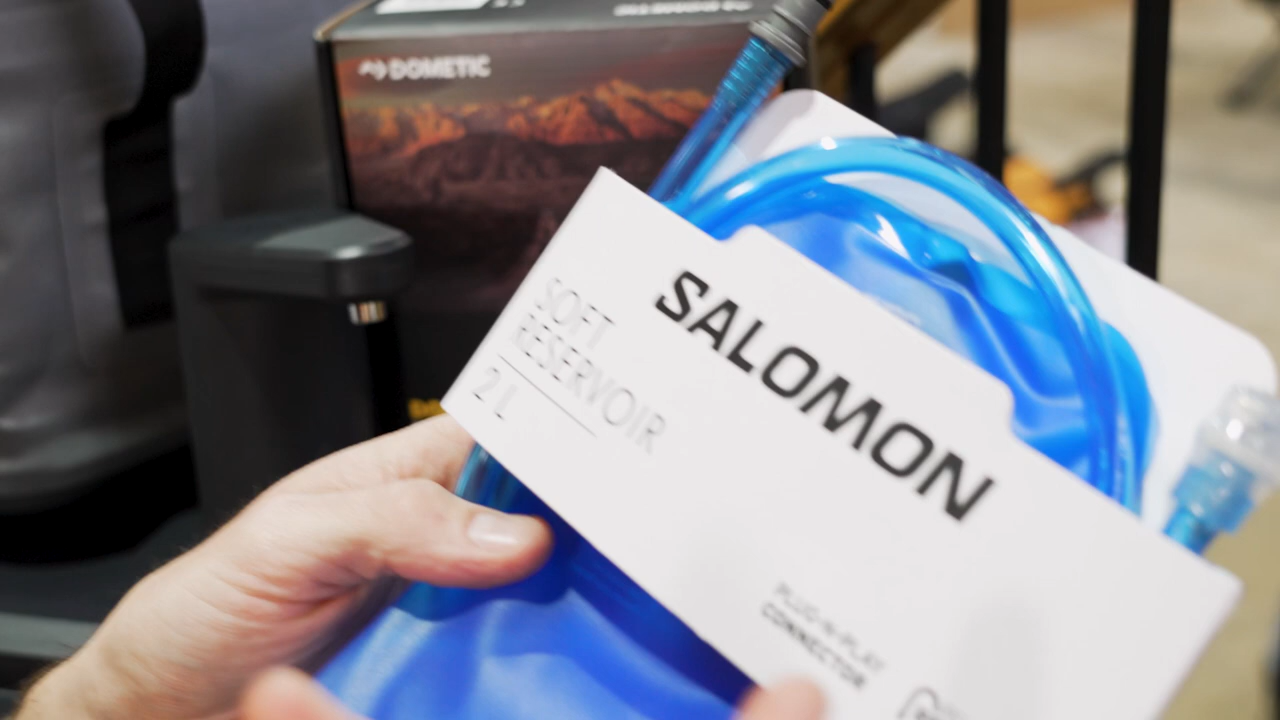 DOMETIC
SALOMON
SOFT
RESERVOIR
2 L
PLUG-N-PLAY
CONNECTOR